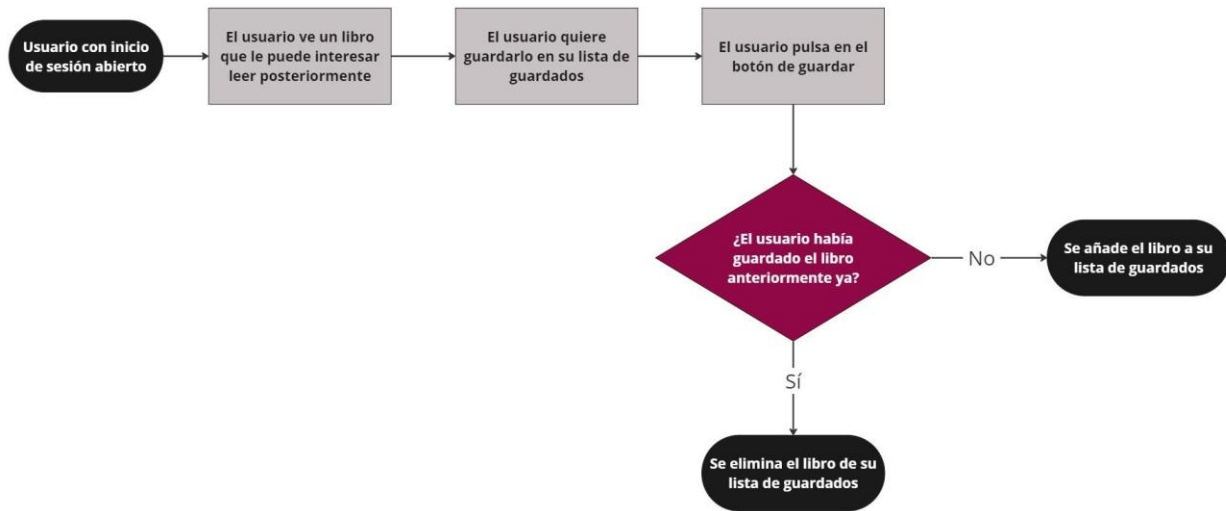 Usuario con inicio
de sesión abierto
El usuario ve un libro
que le puede interesar
leer posteriormente
El usuario quiere
guardarlo en su lista de
guardados
El usuario pulsa en el
botón de guardar
¿El usuario había
guardado el libro
anteriormente ya?
No
Se añade el libro a su
lista de guardados
Sí
Se elimina el libro de su
lista de guardados